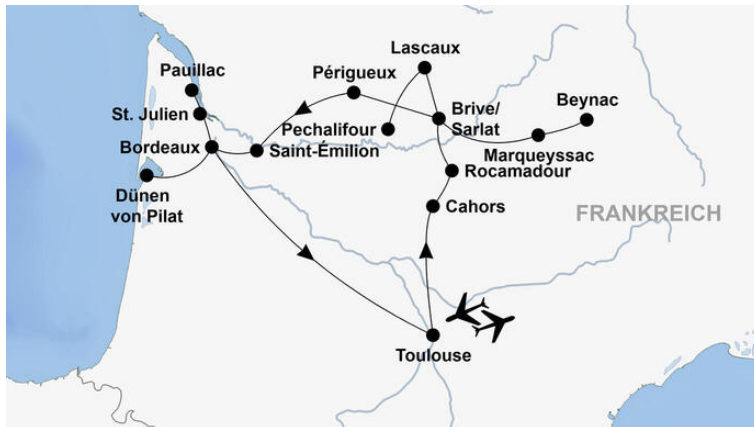 Lascaux
Pauillac
Périgueux
St. Julien
Brive/
Sarlat
Beynac
Pechalifour
Bordeaux
Saint-Émilion
Marqueyssac
Rocamadour
Dünen
von Pilat
Cahors
FRANKREICH
Toulouse